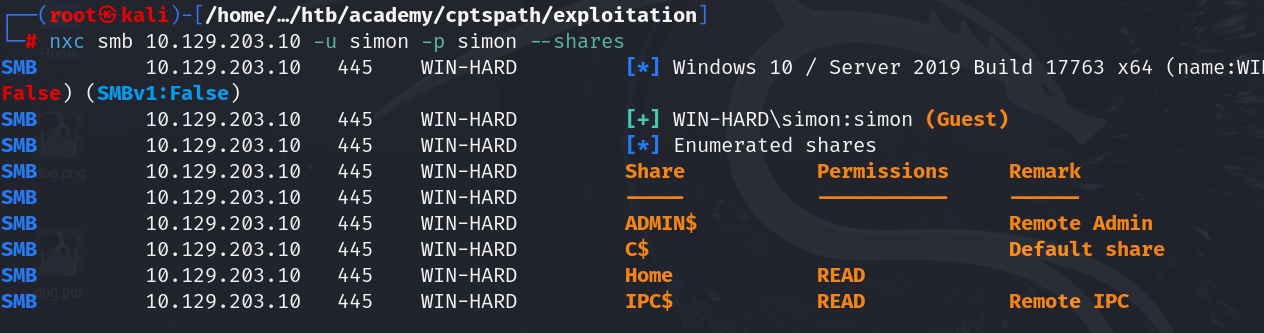 ┌──(root㉿kali)-[/home/…/htb/academy/cptspath/exploitation]
└─# nxc smb 10.129.203.10 -u simon -p simon --shares
SMB 10.129.203.10 445 WIN-HARD [*] Windows 10 / Server 2019 Build 17763 x64 (name:WI
False) (SMBv1:False)
SMB 10.129.203.10 445 WIN-HARD [+] WIN-HARD\simon:simon (Guest)
SMB 10.129.203.10 445 WIN-HARD [*] Enumerated shares
SMB 10.129.203.10 445 WIN-HARD Share Permissions Remark
SMB 10.129.203.10 445 WIN-HARD ----- ----------- ------
SMB 10.129.203.10 445 WIN-HARD ADMIN$ Remote Admin
SMB 10.129.203.10 445 WIN-HARD C$ Default share
SMB 10.129.203.10 445 WIN-HARD Home READ
SMB 10.129.203.10 445 WIN-HARD IPC$ READ Remote IPC
Home
dog.png
dog.pdf